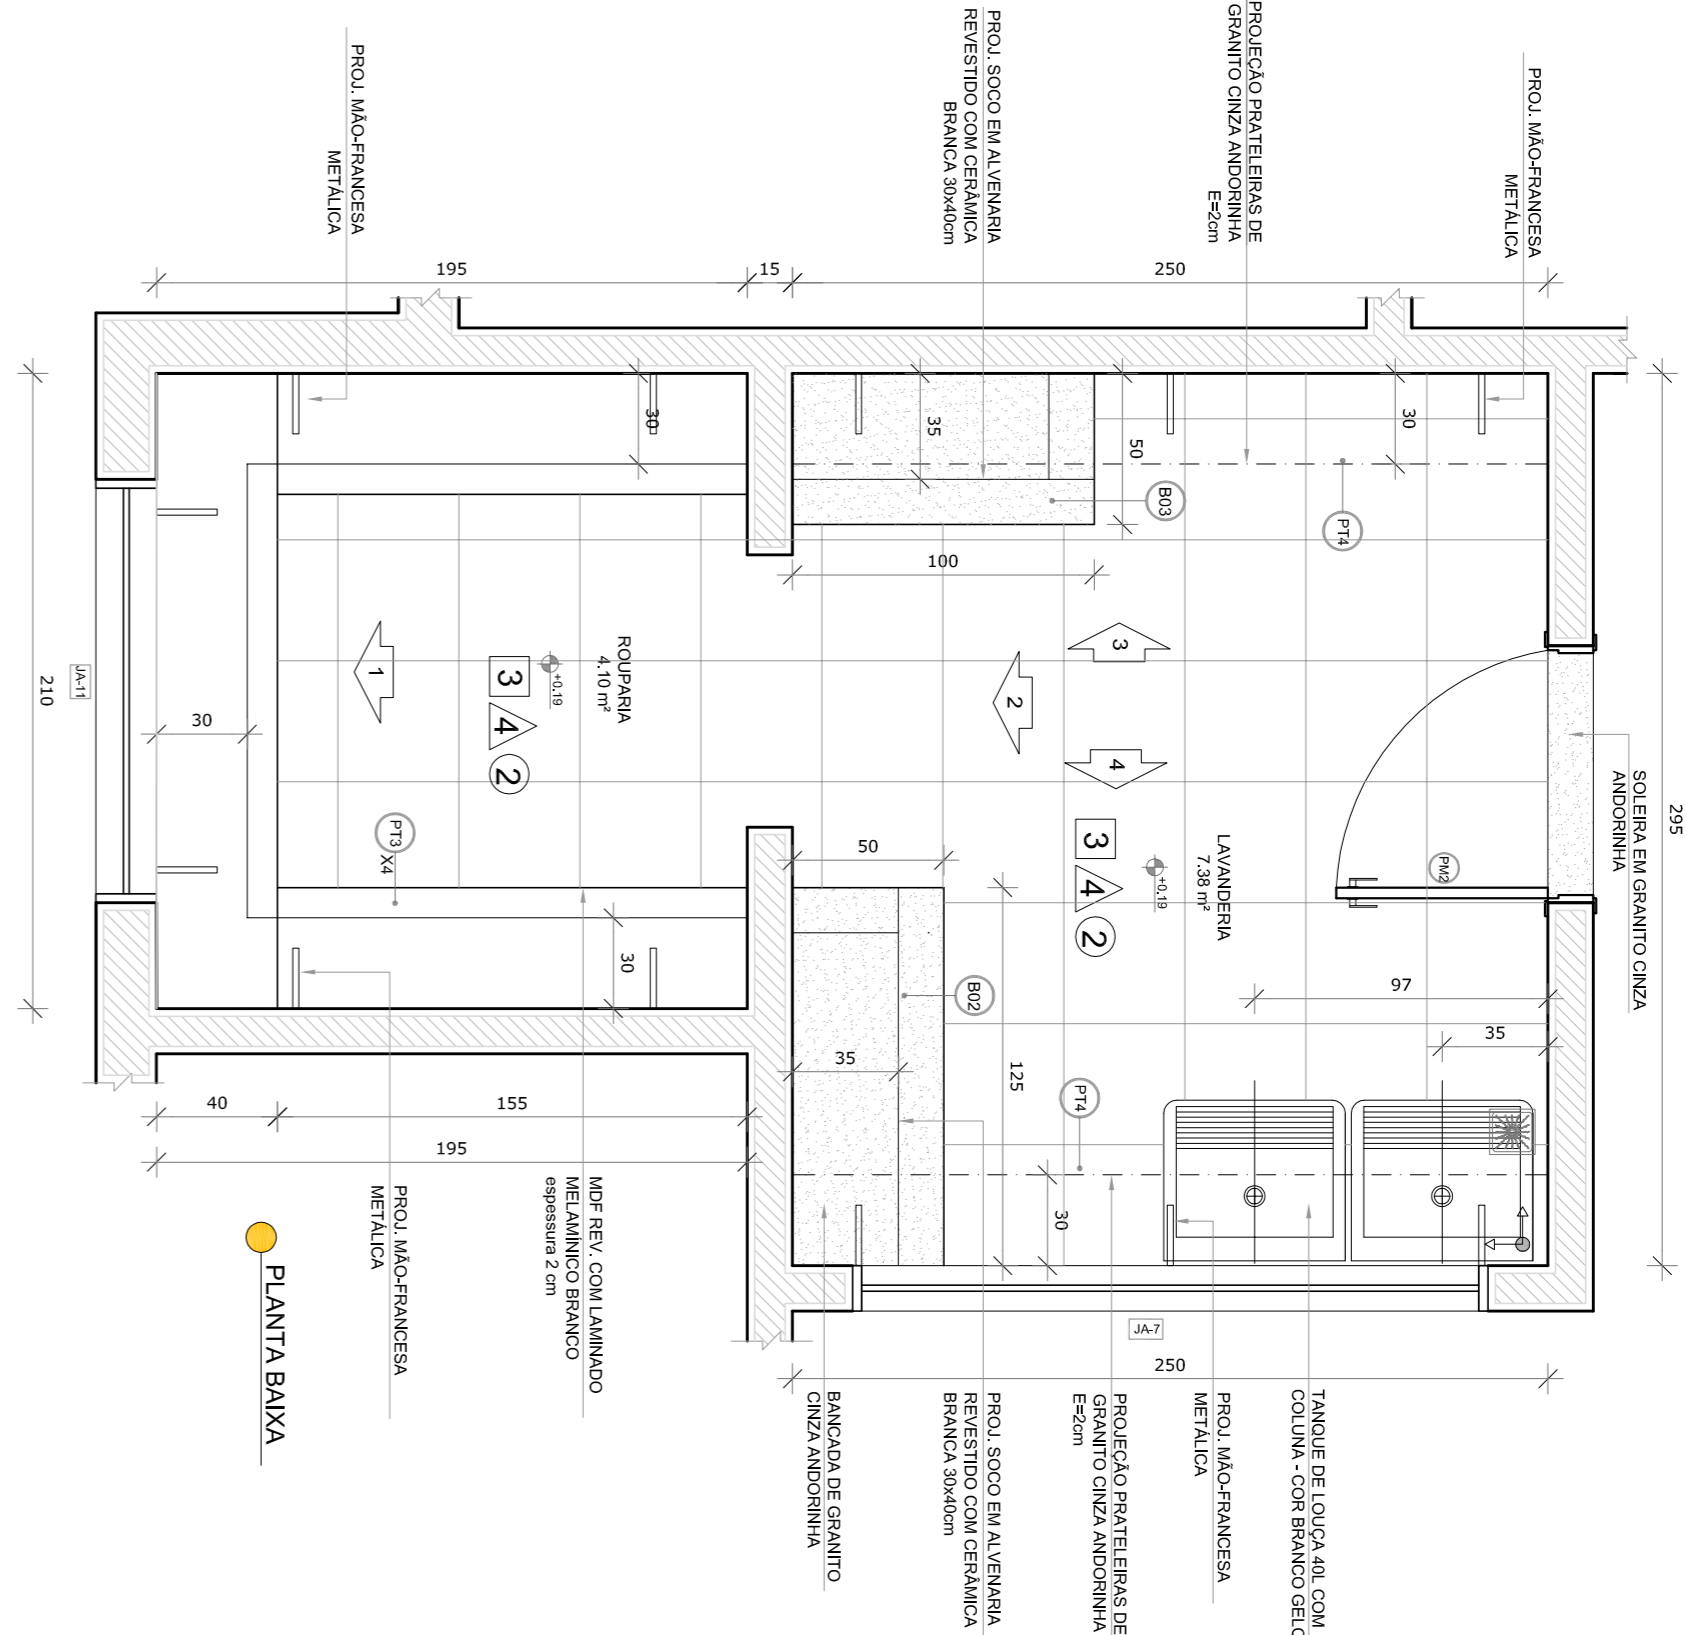 PROJ. MÃO-FRANCESA
METÁLICA
PROJ. SOCO EM ALVENARIA
REVESTIDO COM CERÂMICA
BRANCA 30x40cm
PROJEÇÃO PRATELEIRAS DE
GRANITO CINZA ANDORINHA
E=2cm
PROJ. MÃO-FRANCESA
METÁLICA
195
15
250
30
35
50
30
B03
PT4
100
295
210
JA-11
30
1
3
4
2
+0.19
ROUPARIA
4.10 m²
2
3
4
3
4
2
+0.19
LAVANDERIA
7.38 m²
PM2
SOLEIRA EM GRANITO CINZA
ANDORINHA
PT3
X4
50
30
B02
97
35
35
125
PT4
30
40
155
195
JA-7
250
PLANTA BAIXA
PROJ. MÃO-FRANCESA
METÁLICA
MDF REV. COM LAMINADO
MELAMÍNICO BRANCO
espessura 2 cm
BANCADA DE GRANITO
CINZA ANDORINHA
PROJ. SOCO EM ALVENARIA
REVESTIDO COM CERÂMICA
BRANCA 30x40cm
PROJEÇÃO PRATELEIRAS DE
GRANITO CINZA ANDORINHA
E=2cm
PROJ. MÃO-FRANCESA
METÁLICA
TANQUE DE LOUÇA 40L COM
COLUNA - COR BRANCO GELO